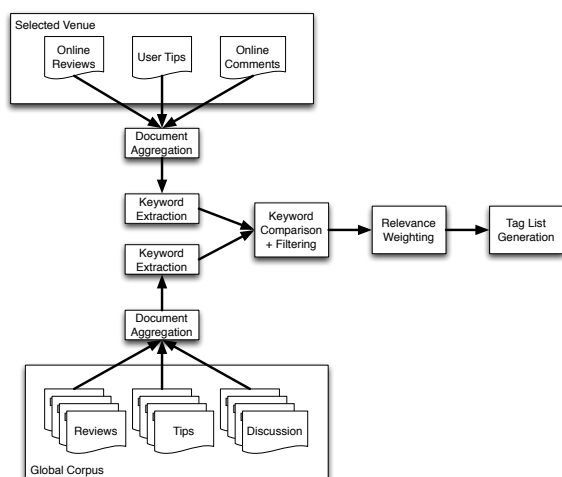 Selected Venue
Online
Reviews
User Tips
Online
Comments
Document
Aggregation
Keyword
Extraction
Keyword
Comparison
+ Filtering
Relevance
Weighting
Tag List
Generation
Keyword
Extraction
Document
Aggregation
Reviews
Tips
Discussion
Global Corpus